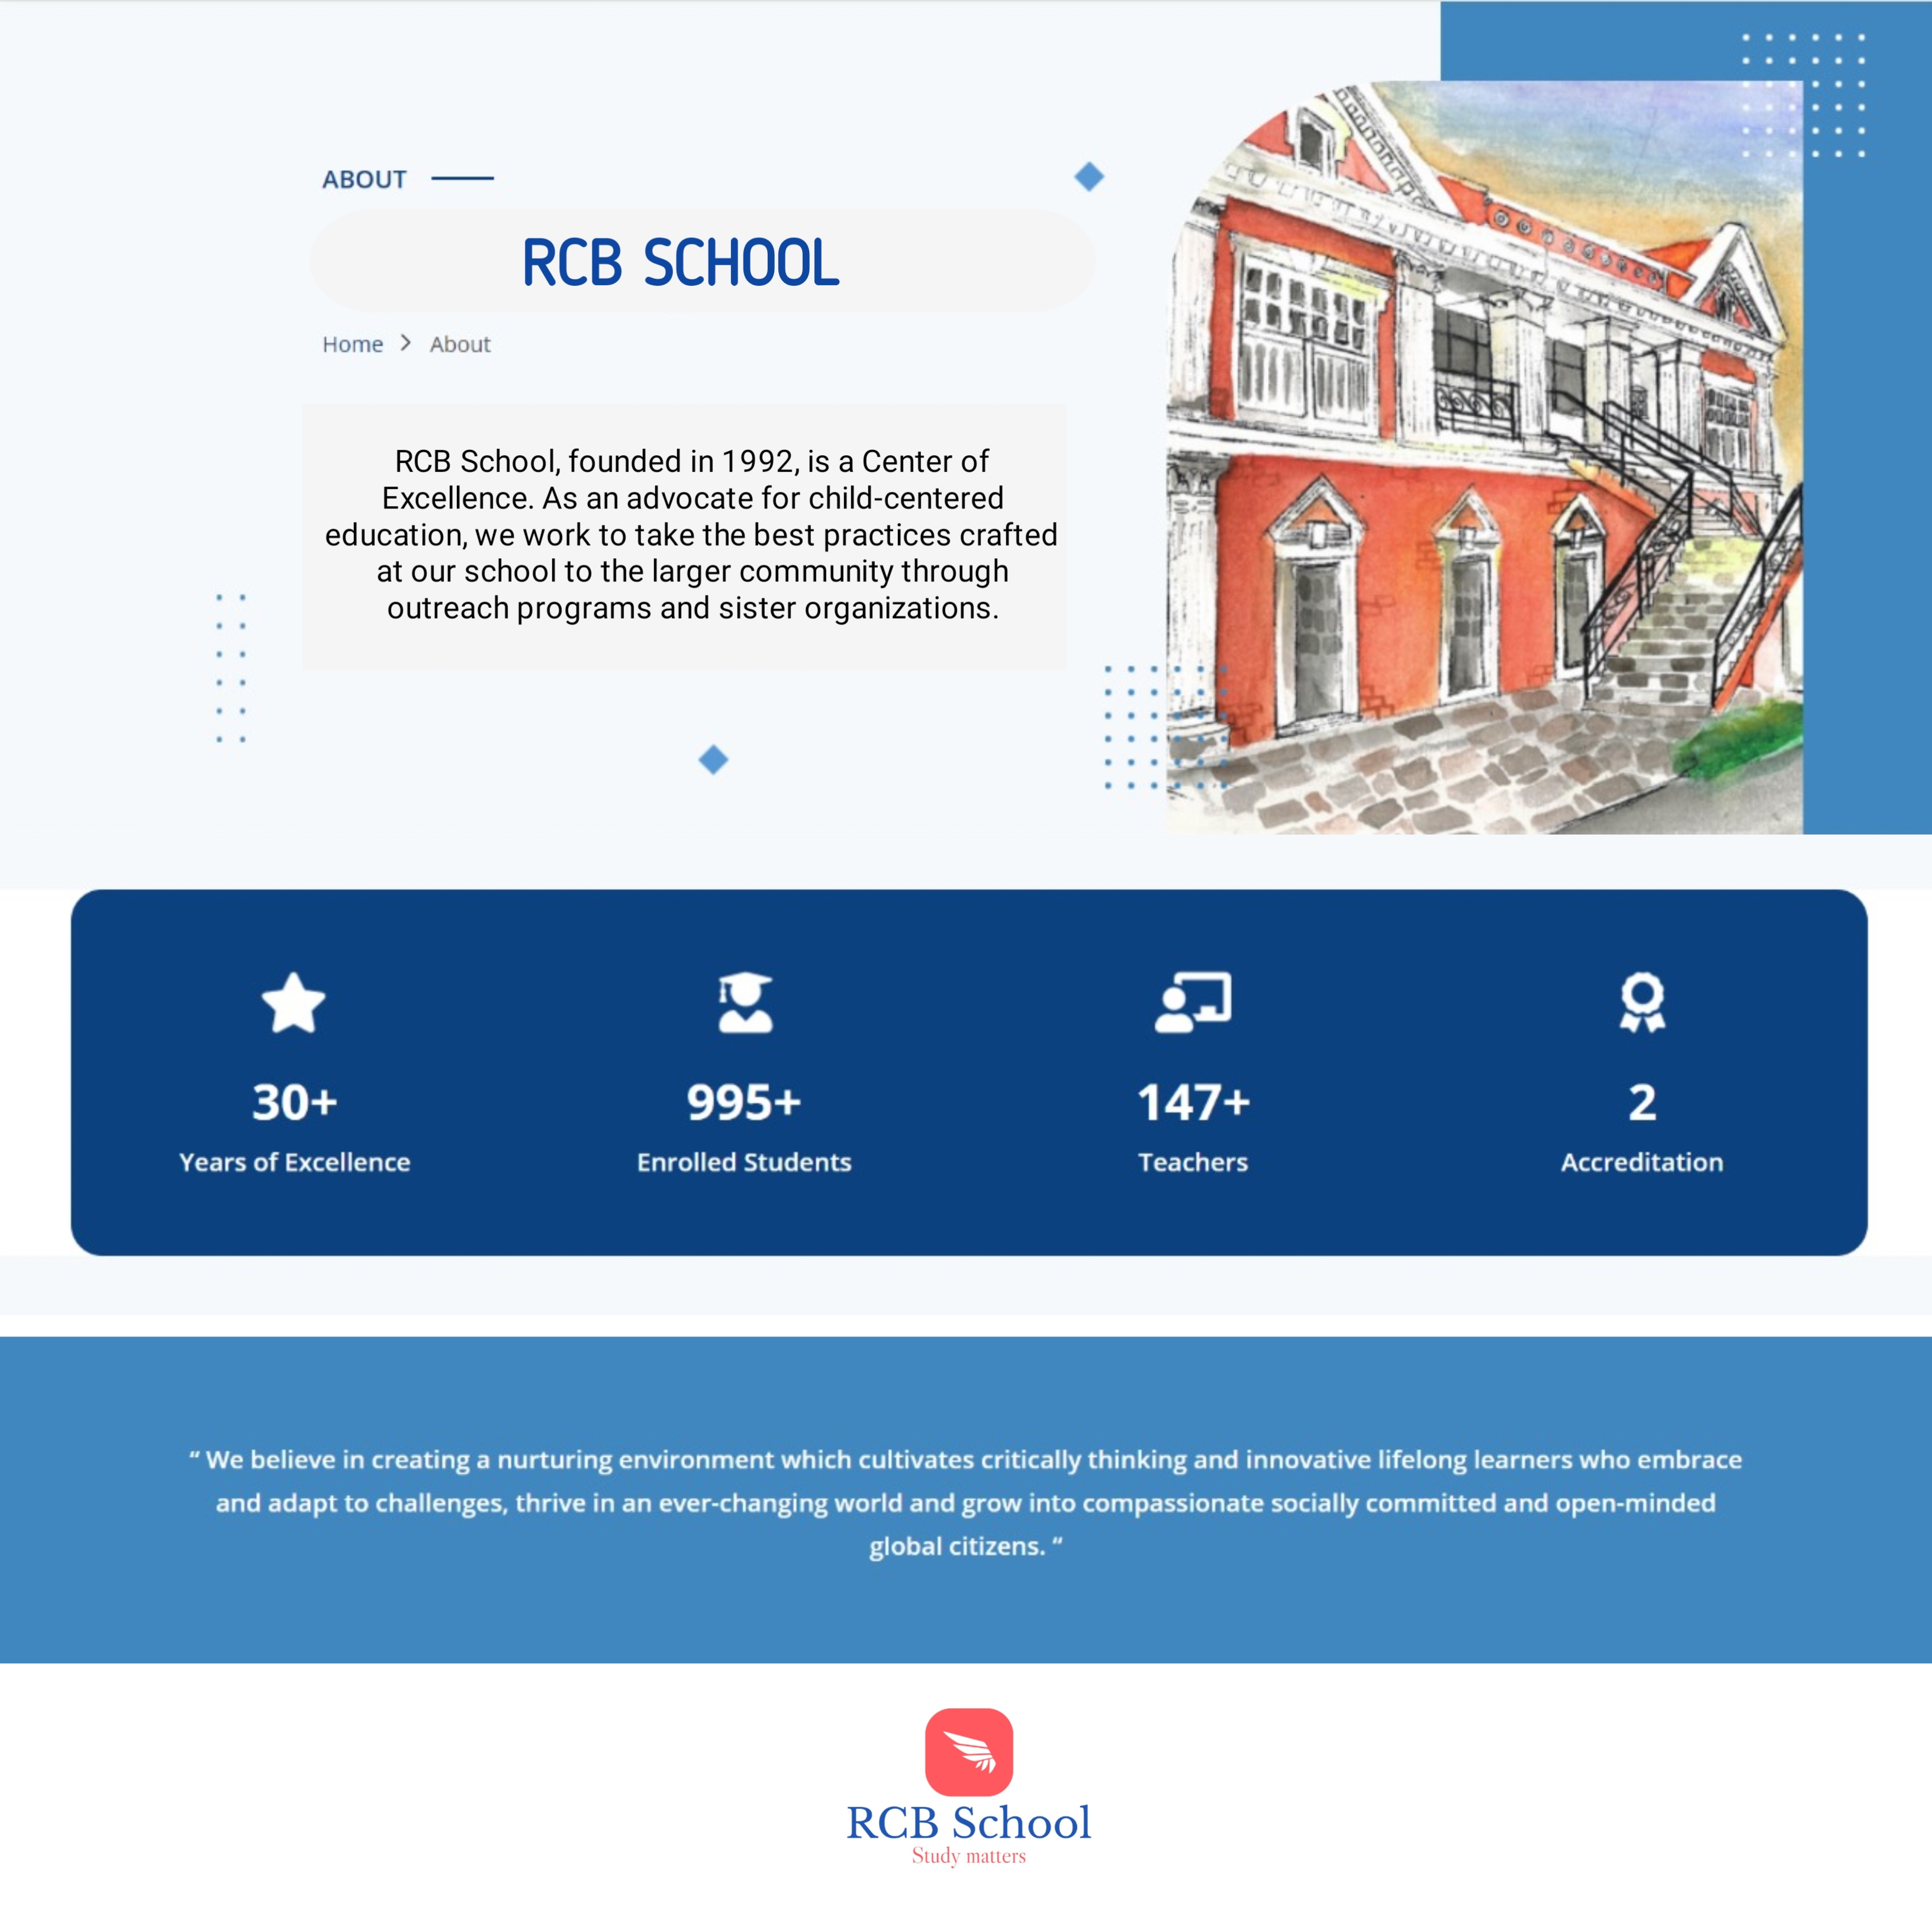 ABOUT
RCB SCHOOL
Home > About
RCB School, founded in 1992, is a Center of
Excellence. As an advocate for child-centered
education, we work to take the best practices crafted
at our school to the larger community through
outreach programs and sister organizations.
30+
Years of Excellence
995+
Enrolled Students
147+
Teachers
2
Accreditation
“ We believe in creating a nurturing environment which cultivates critically thinking and innovative lifelong learners who embrace
and adapt to challenges, thrive in an ever-changing world and grow into compassionate socially committed and open-minded
global citizens. “
RCB School
Study matters